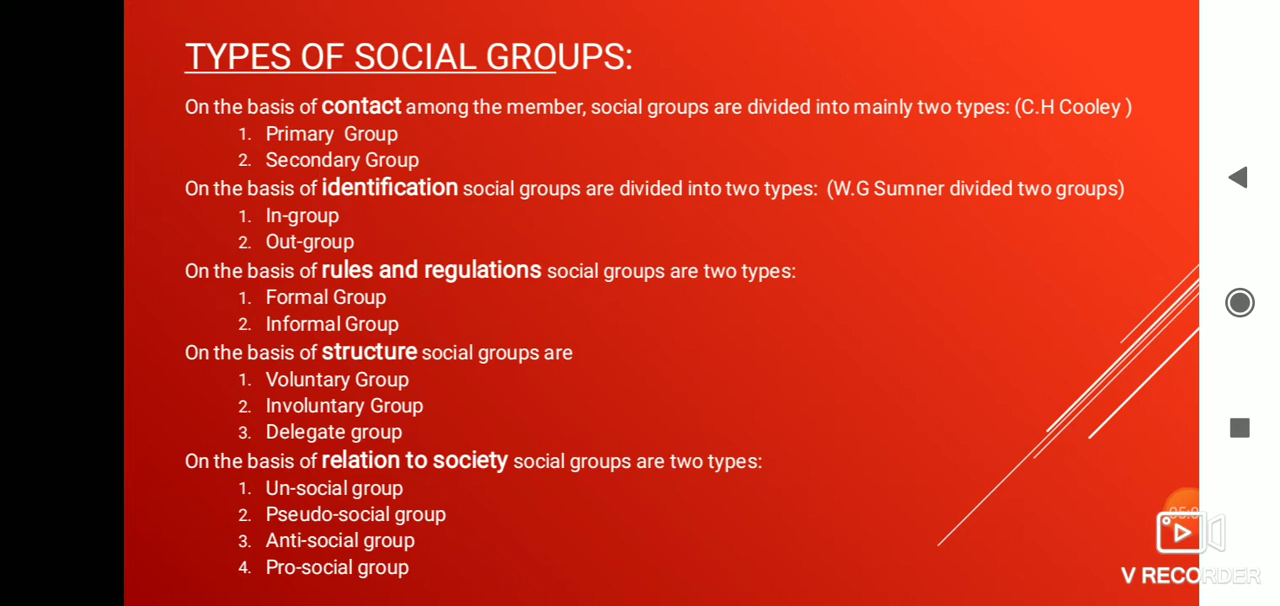 TYPES OF SOCIAL GROUPS:
On the basis of contact among the member, social groups are divided into mainly two types: (C.H Cooley )
1. Primary Group
2. Secondary Group
On the basis of identification social groups are divided into two types: (W.G Sumner divided two groups)
1. In-group
2. Out-group
On the basis of rules and regulations social groups are two types:
1. Formal Group
2. Informal Group
On the basis of structure social groups are
1. Voluntary Group
2. Involuntary Group
3. Delegate group
On the basis of relation to society social groups are two types:
1. Un-social group
2. Pseudo-social group
3. Anti-social group
4. Pro-social group
V RECORDER